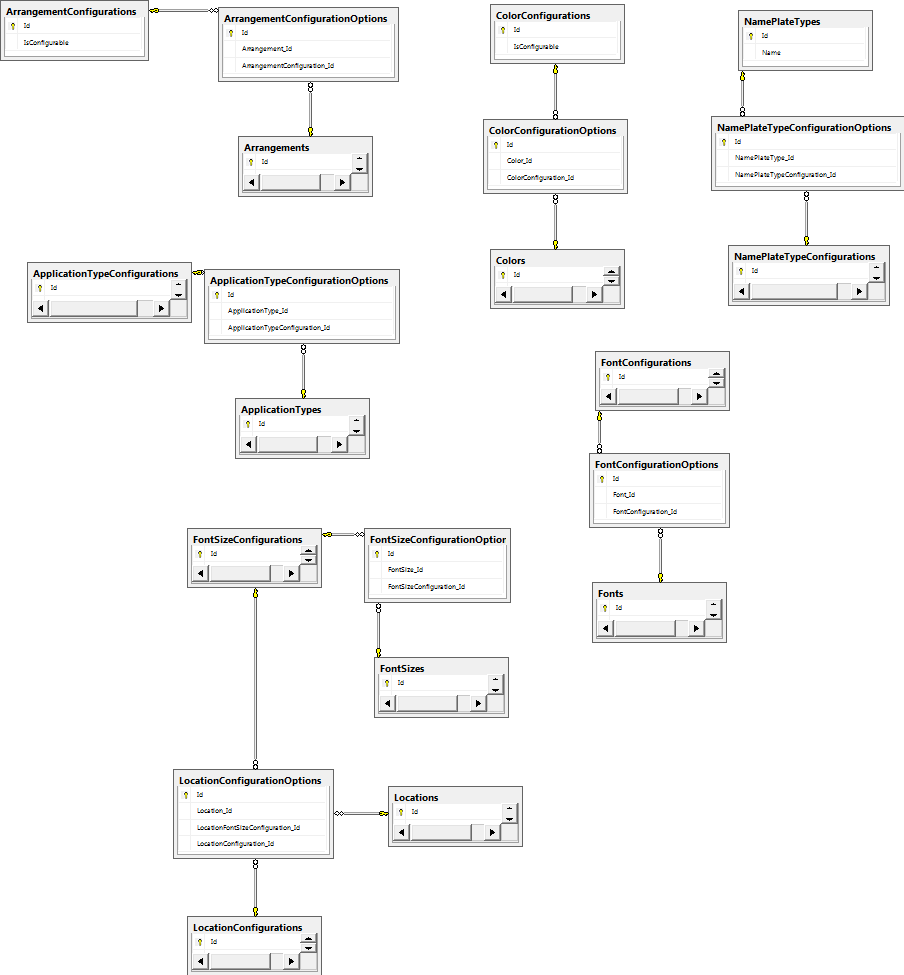 ArrangementConfigurations
Id
IsConfigurable
ArrangementConfigurationOptions
Id
Arrangement_Id
ArrangementConfiguration_Id
Arrangements
Id
ColorConfigurations
Id
IsConfigurable
ColorConfigurationOptions
Id
Color_Id
ColorConfiguration_Id
Colors
Id
NamePlateTypes
Id
Name
NamePlateTypeConfigurationOptions
Id
NamePlateType_Id
NamePlateTypeConfiguration_Id
NamePlateTypeConfigurations
Id
ApplicationTypeConfigurations
Id
ApplicationTypeConfigurationOptions
Id
ApplicationType_Id
ApplicationTypeConfiguration_Id
ApplicationTypes
Id
FontConfigurations
Id
FontConfigurationOptions
Id
Font_Id
FontConfiguration_Id
Fonts
Id
FontSizeConfigurations
Id
FontSizeConfigurationOption
Id
FontSize_Id
FontSizeConfiguration_Id
FontSizes
Id
LocationConfigurationOptions
Id
Location_Id
LocationFontSizeConfiguration_Id
LocationConfiguration_Id
Locations
Id
LocationConfigurations
Id